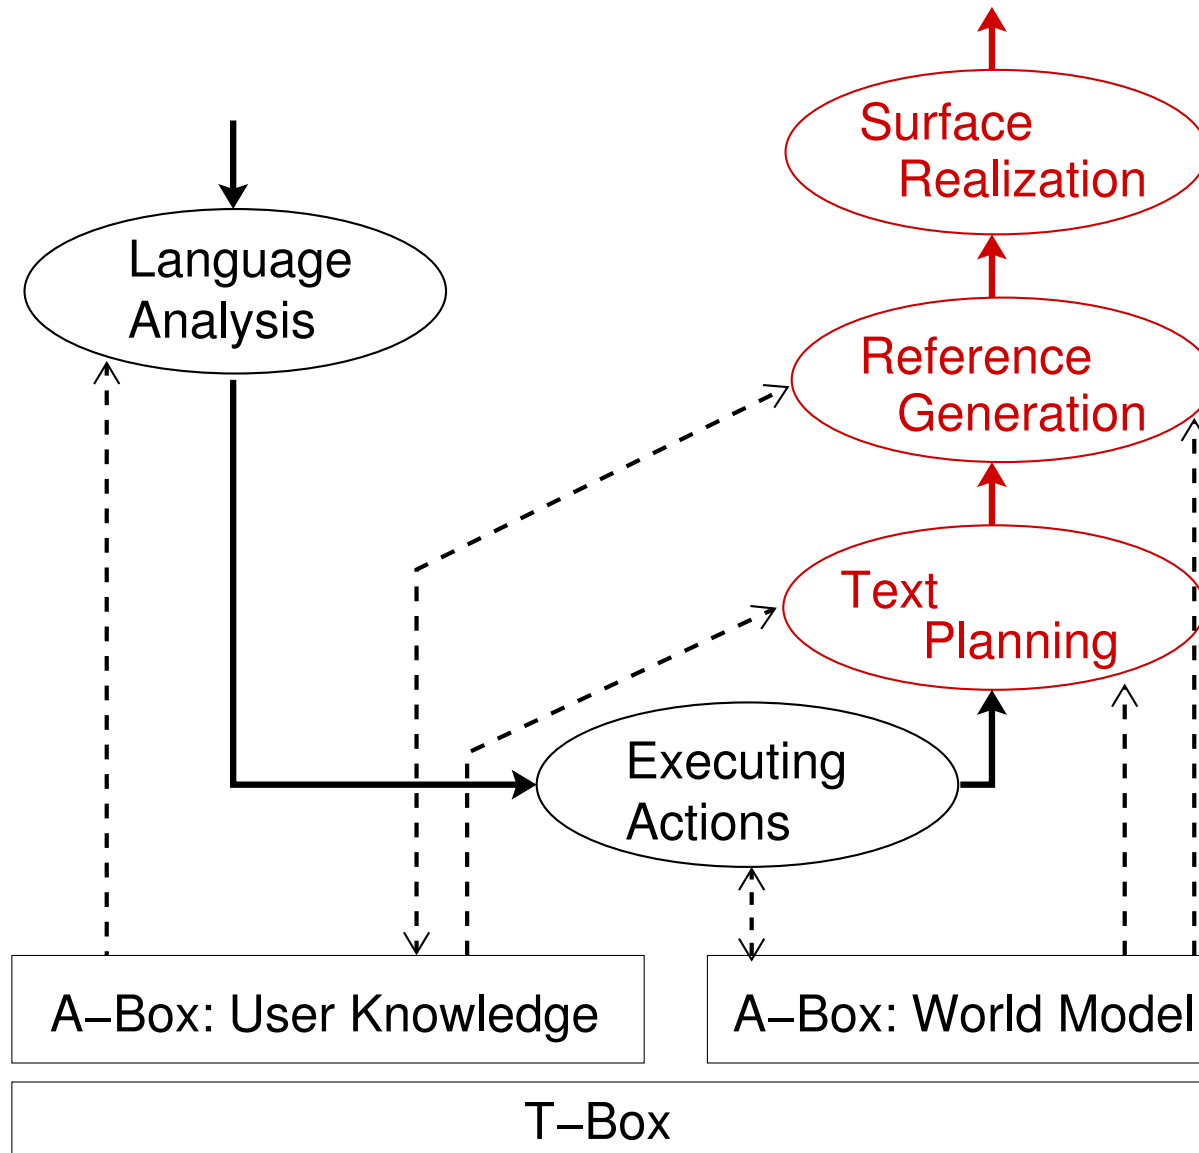 Surface
Realization
Language
Analysis
Reference
Generation
Text
Planning
Executing
Actions
A–Box: User Knowledge
A–Box: World Model
T–Box